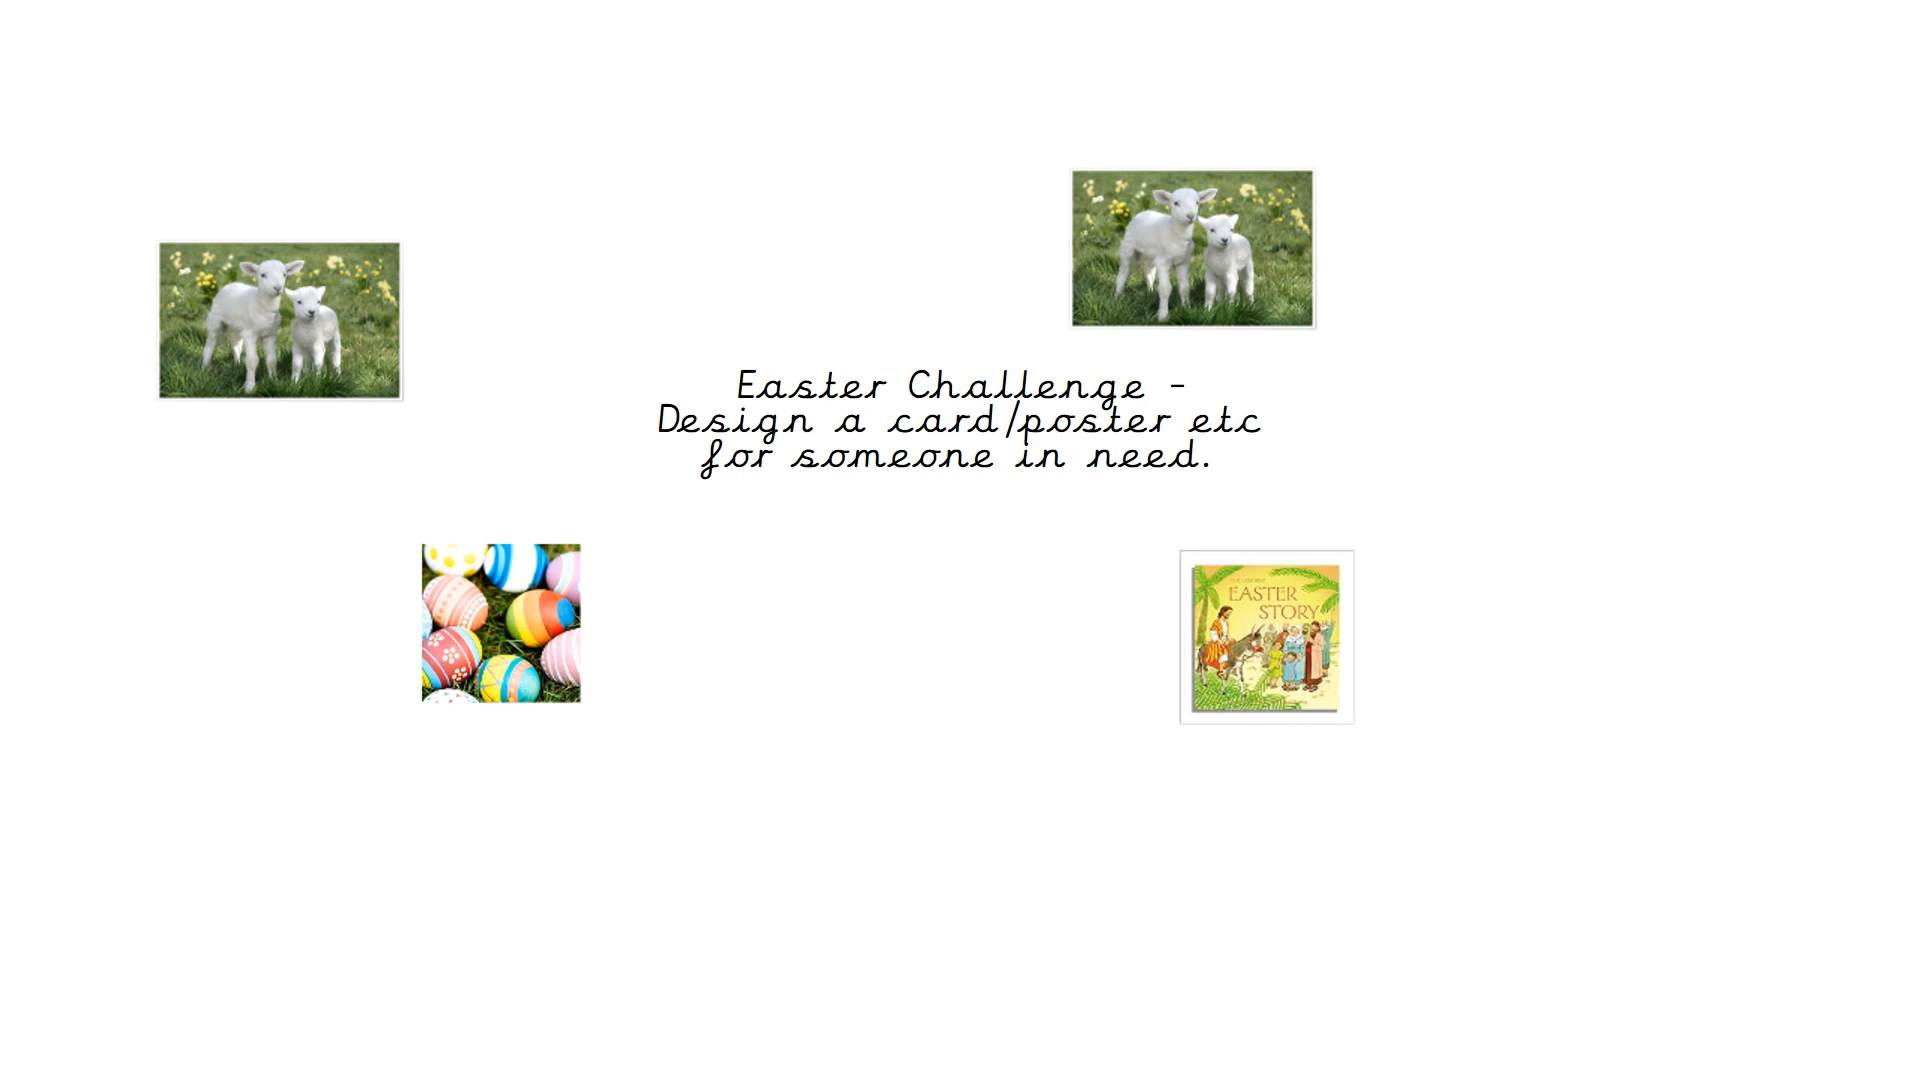 Easter Challenge -
Design a card/poster etc
for someone in need.
EASTER
STORY